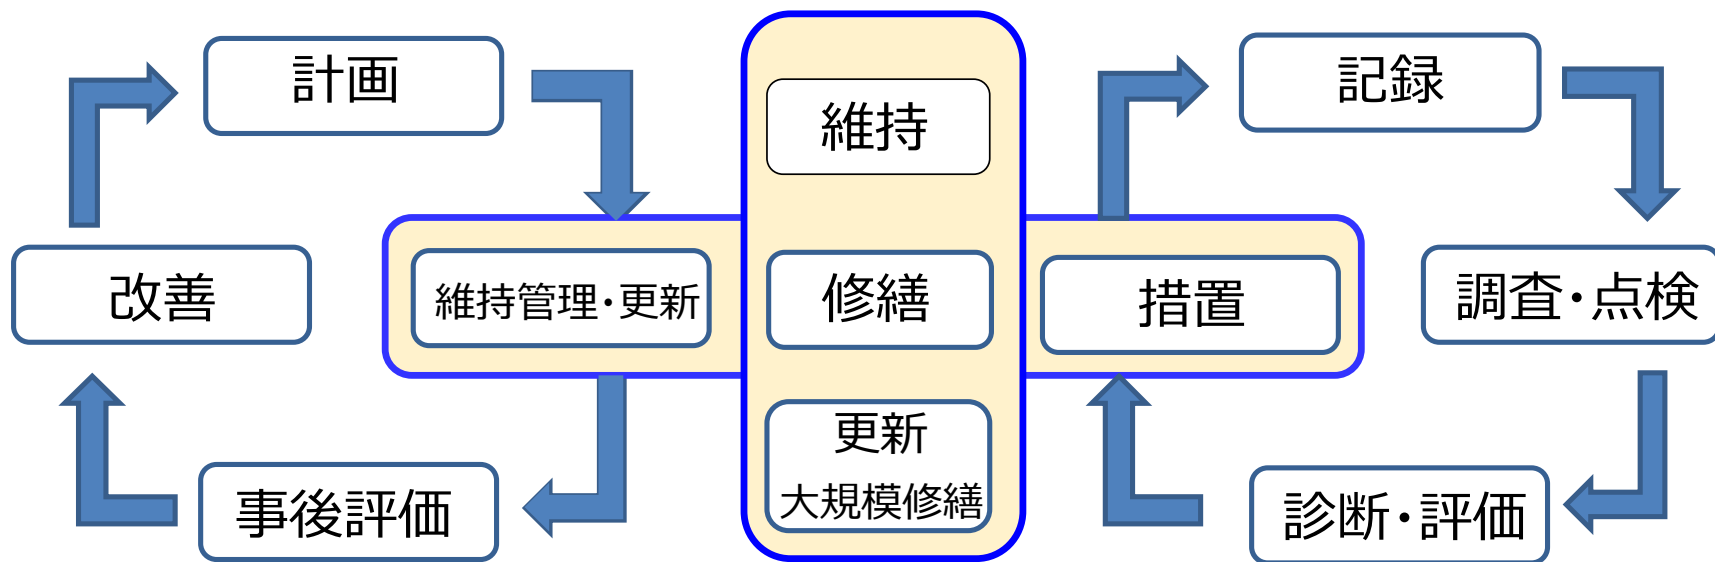 計画
維持
記録
改善
維持管理・更新
修繕
措置
調査・点検
更新
大規模修繕
事後評価
診断・評価